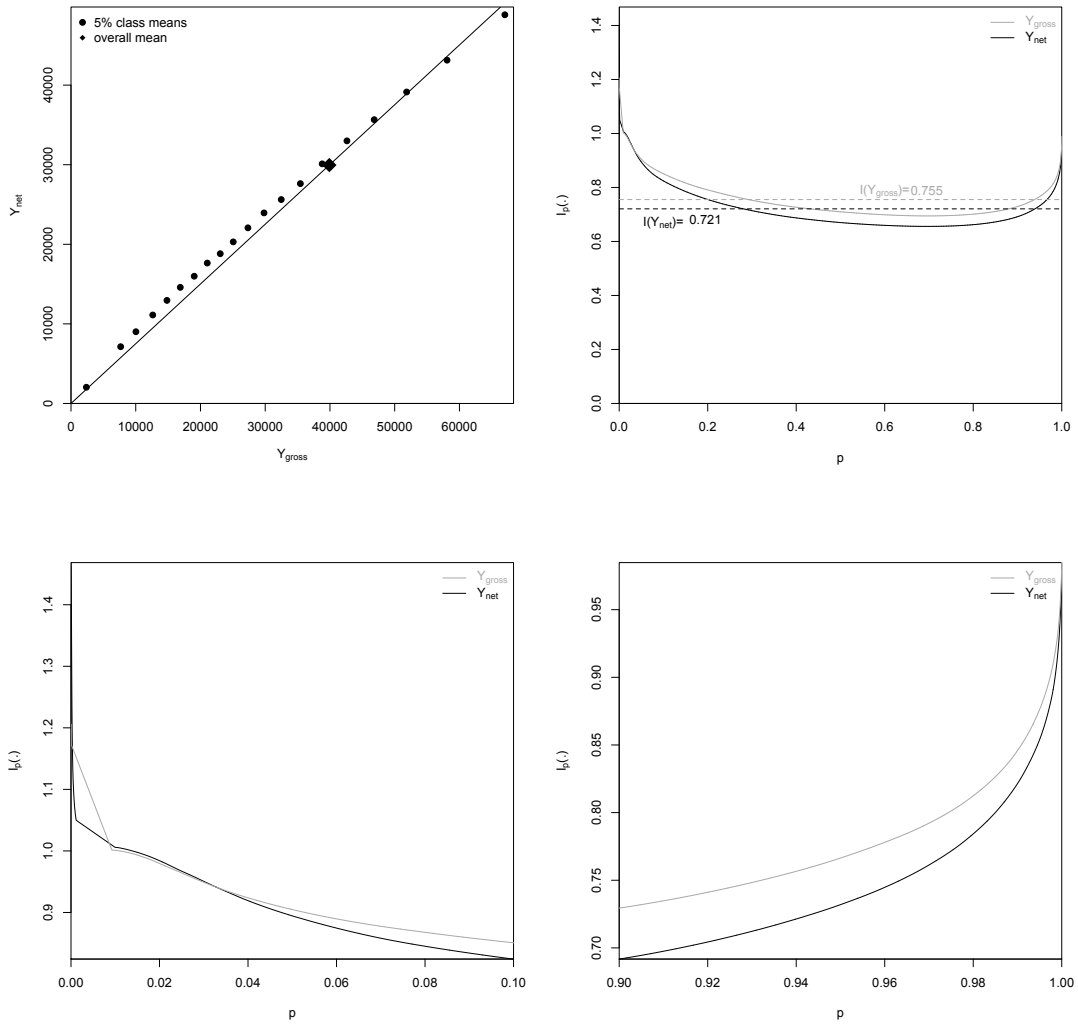 5% class means
overall mean
Y_net
40000
30000
20000
10000
0
0 10000 20000 30000 40000 50000 60000
Y_gross
Y_gross
Y_net
I_p(.)
1.4
1.2
1.0
0.8
0.6
0.4
0.2
0.0
I(Y_gross)=0.755
I(Y_net)= 0.721
0.0 0.2 0.4 0.6 0.8 1.0
p
Y_gross
Y_net
I_p(.)
1.4
1.3
1.2
1.1
1.0
0.9
0.00 0.02 0.04 0.06 0.08 0.10
p
Y_gross
Y_net
I_p(.)
0.95
0.90
0.85
0.80
0.75
0.70
0.90 0.92 0.94 0.96 0.98 1.00
p